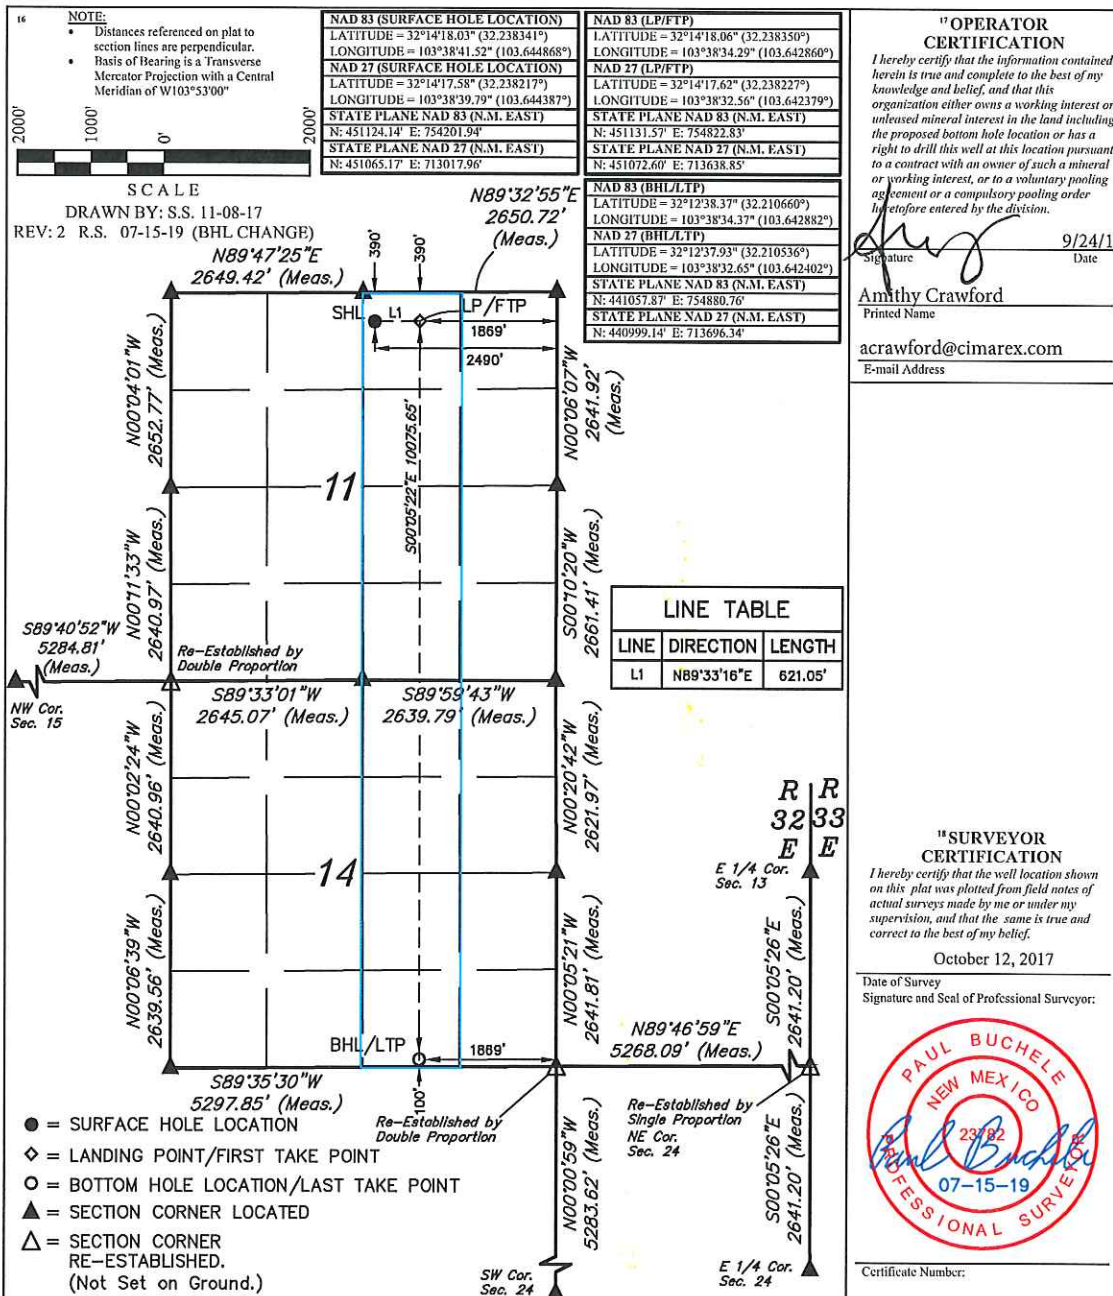 16
NOTE:
• Distances referenced on plat to
section lines are perpendicular.
• Basis of Bearing is a Transverse
Mercator Projection with a Central
Meridian of W103°53'00"
2000'
1000'
0'
2000'
SCALE
DRAWN BY: S.S. 11-08-17
REV: 2 R.S. 07-15-19 (BHL CHANGE)
NAD 83 (SURFACE HOLE LOCATION)
LATITUDE = 32°14'18.03" (32.238341°)
LONGITUDE = 103°38'41.52" (103.644868°)
NAD 27 (SURFACE HOLE LOCATION)
LATITUDE = 32°14'17.58" (32.238217°)
LONGITUDE = 103°38'39.79" (103.644387°)
STATE PLANE NAD 83 (N.M. EAST)
N: 451124.14' E: 754201.94'
STATE PLANE NAD 27 (N.M. EAST)
N: 451065.17' E: 713017.96'
NAD 83 (LP/FTP)
LATITUDE = 32°14'18.06" (32.238350°)
LONGITUDE = 103°38'34.29" (103.642860°)
NAD 27 (LP/FTP)
LATITUDE = 32°14'17.62" (32.238227°)
LONGITUDE = 103°38'32.56" (103.642379°)
STATE PLANE NAD 83 (N.M. EAST)
N: 451131.57' E: 754822.83'
STATE PLANE NAD 27 (N.M. EAST)
N: 451072.60' E: 713638.85'
NAD 83 (BHL/LTP)
LATITUDE = 32°12'38.37" (32.210660°)
LONGITUDE = 103°38'34.37" (103.642882°)
NAD 27 (BHL/LTP)
LATITUDE = 32°12'37.93" (32.210536°)
LONGITUDE = 103°38'32.65" (103.642402°)
STATE PLANE NAD 83 (N.M. EAST)
N: 441057.87' E: 754880.76'
STATE PLANE NAD 27 (N.M. EAST)
N: 440999.14' E: 713696.34'
17 OPERATOR
CERTIFICATION
I hereby certify that the information contained
herein is true and complete to the best of my
knowledge and belief, and that this
organization either owns a working interest or
unleased mineral interest in the land including
the proposed bottom hole location or has a
right to drill this well at this location pursuant
to a contract with an owner of such a mineral
or working interest, or to a voluntary pooling
agreement or a compulsory pooling order
heretofore entered by the division.
9/24/1
Signature
Date
Amithy Crawford
Printed Name
acrawford@cimarex.com
E-mail Address
N89°47'25"E
2649.42' (Meas.)
N89°32'55"E
2650.72'
(Meas.)
390'
390'
SHL
L1
LP/FTP
1869'
2490'
N00°04'01"W
2652.77' (Meas.)
N00°06'07"W
2641.92'
(Meas.)
S00°05'22"E 10075.65'
11
N00°11'33"W
2640.97' (Meas.)
S00°10'20"W
2661.41' (Meas.)
LINE TABLE
LINE DIRECTION LENGTH
L1 N89°33'16"E 621.05'
S89°40'52"W
5284.81'
(Meas.)
Re-Established by
Double Proportion
NW Cor.
Sec. 15
S89°33'01"W
2645.07' (Meas.)
S89°59'43"W
2639.79' (Meas.)
N00°02'24"W
2640.96' (Meas.)
N00°20'42"W
2621.97' (Meas.)
14
N00°06'39"W
2639.56' (Meas.)
N00°05'21"W
2641.81' (Meas.)
R R
32 33
E E
E 1/4 Cor.
Sec. 13
S00°05'26"E
2641.20' (Meas.)
BHL/LTP
1869'
N89°46'59"E
5268.09' (Meas.)
S89°35'30"W
5297.85' (Meas.)
100'
Re-Established by
Double Proportion
Re-Established by
Single Proportion
NE Cor.
Sec. 24
N00°00'59"W
5283.62' (Meas.)
S00°05'26"E
2641.20' (Meas.)
SW Cor.
Sec. 24
E 1/4 Cor.
Sec. 24
= SURFACE HOLE LOCATION
= LANDING POINT/FIRST TAKE POINT
= BOTTOM HOLE LOCATION/LAST TAKE POINT
= SECTION CORNER LOCATED
= SECTION CORNER
RE-ESTABLISHED.
(Not Set on Ground.)
18 SURVEYOR
CERTIFICATION
I hereby certify that the well location shown
on this plat was plotted from field notes of
actual surveys made by me or under my
supervision, and that the same is true and
correct to the best of my belief.
October 12, 2017
Date of Survey
Signature and Seal of Professional Surveyor:
PAUL BUCHELE
NEW MEXICO
23782
Paul Buchele
07-15-19
PROFESSIONAL SURVEYOR
Certificate Number: